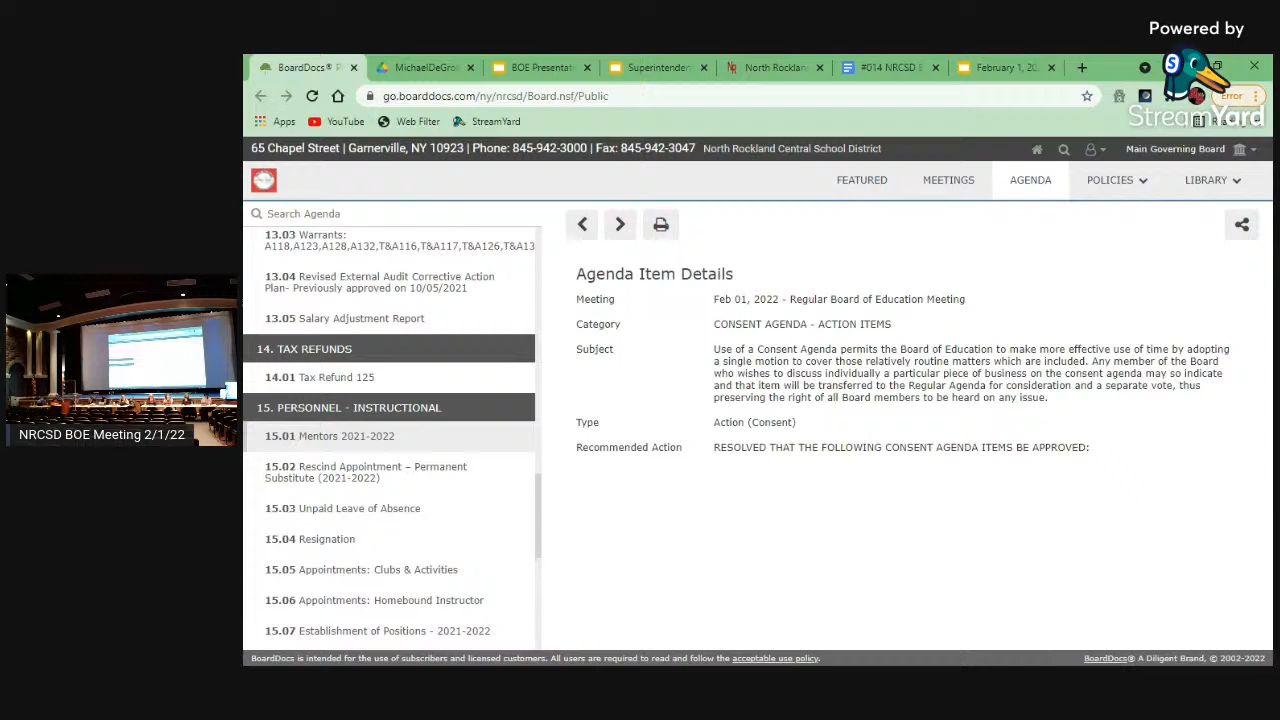 Powered by
StreamYard
BoardDocs® P
MichaelDeGro
BOE Presentat
Superintenden
North Rocklan
#014 NRCSD
February 1, 20
go.boarddocs.com/ny/nrcsd/Board.nsf/Public
Error
Apps
YouTube
Web Filter
StreamYard
65 Chapel Street | Garnerville, NY 10923 | Phone: 845-942-3000 | Fax: 845-942-3047 North Rockland Central School District
Main Governing Board
FEATURED
MEETINGS
AGENDA
POLICIES
LIBRARY
Search Agenda
13.03 Warrants:
A118,A123,A128,A132,T&A116,T&A117,T&A126,T&A13
13.04 Revised External Audit Corrective Action
Plan- Previously approved on 10/05/2021
13.05 Salary Adjustment Report
14. TAX REFUNDS
14.01 Tax Refund 125
15. PERSONNEL - INSTRUCTIONAL
15.01 Mentors 2021-2022
15.02 Rescind Appointment – Permanent
Substitute (2021-2022)
15.03 Unpaid Leave of Absence
15.04 Resignation
15.05 Appointments: Clubs & Activities
15.06 Appointments: Homebound Instructor
15.07 Establishment of Positions - 2021-2022
Agenda Item Details
Meeting Feb 01, 2022 - Regular Board of Education Meeting
Category CONSENT AGENDA - ACTION ITEMS
Subject Use of a Consent Agenda permits the Board of Education to make more effective use of time by adopting
a single motion to cover those relatively routine matters which are included. Any member of the Board
who wishes to discuss individually a particular piece of business on the consent agenda may so indicate
and that item will be transferred to the Regular Agenda for consideration and a separate vote, thus
preserving the right of all Board members to be heard on any issue.
Type Action (Consent)
Recommended Action RESOLVED THAT THE FOLLOWING CONSENT AGENDA ITEMS BE APPROVED:
BoardDocs is intended for the use of subscribers and licensed customers. All users are required to read and follow the acceptable use policy.
BoardDocs® A Diligent Brand, © 2002-2022
NRCSD BOE Meeting 2/1/22